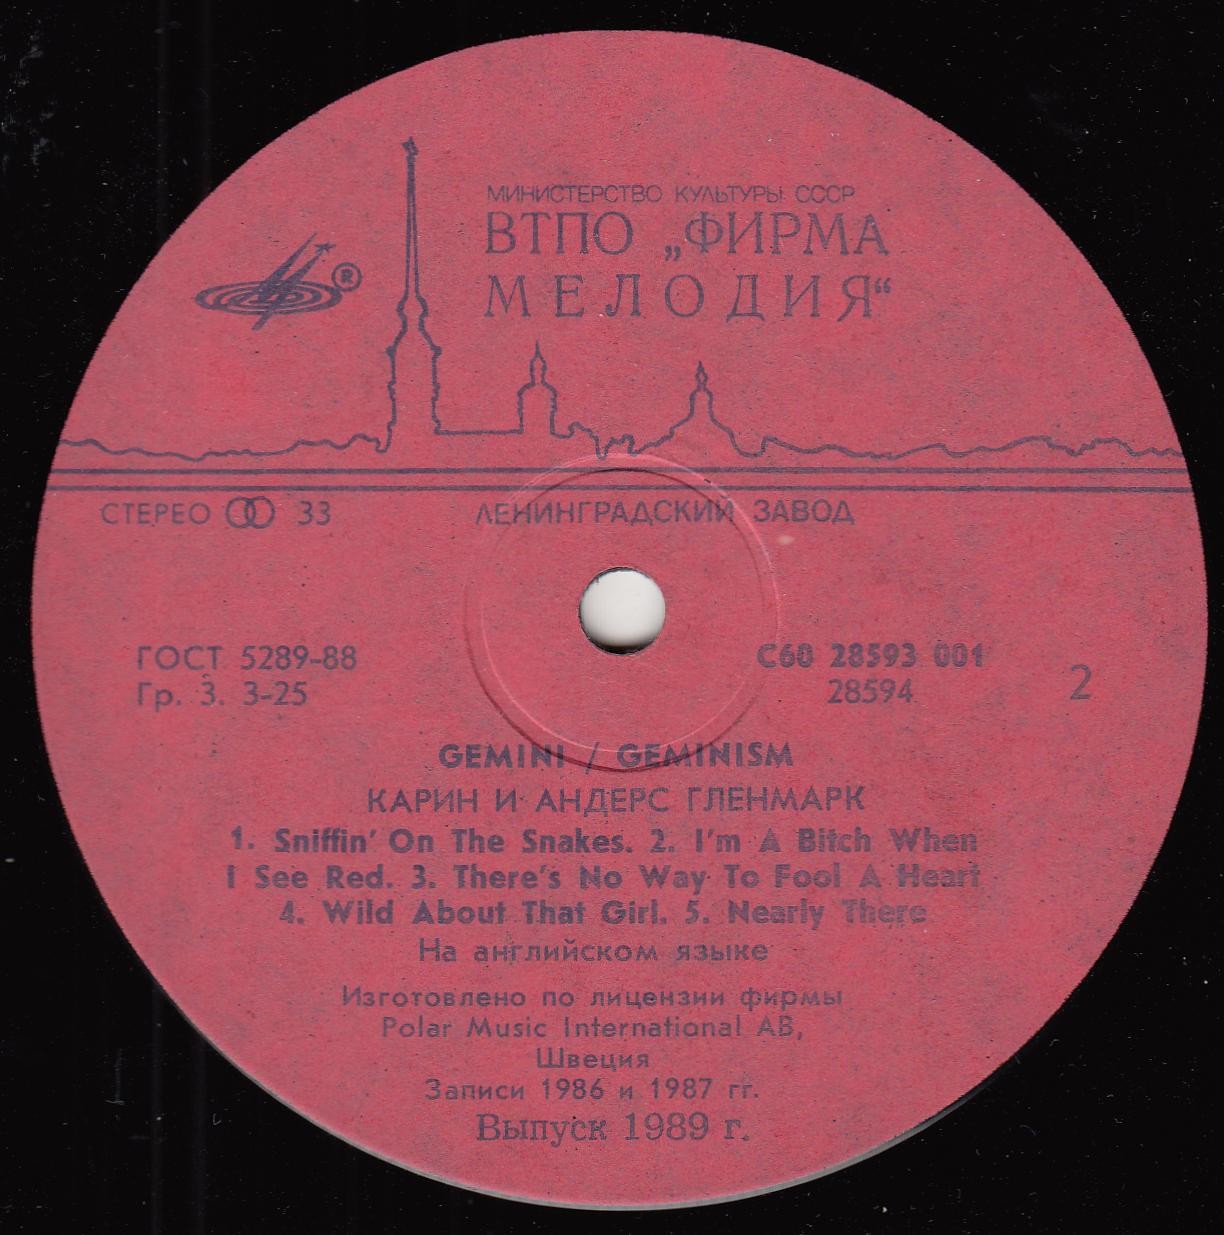 МИНИСТЕРСТВО КУЛЬТУРЫ СССР
ВТПО „ФИРМА
МЕЛОДИЯ“
®
СТЕРЕО 33
ЛЕНИНГРАДСКИЙ ЗАВОД
ГОСТ 5289-88
Гр. 3. 3-25
С60 28593 001
28594
2
GEMINI / GEMINISM
КАРИН И АНДЕРС ГЛЕНМАРК
1. Sniffin' On The Snakes. 2. I'm A Bitch When
I See Red. 3. There's No Way To Fool A Heart
4. Wild About That Girl. 5. Nearly There
На английском языке
Изготовлено по лицензии фирмы
Polar Music International AB,
Швеция
Записи 1986 и 1987 гг.
Выпуск 1989 г.